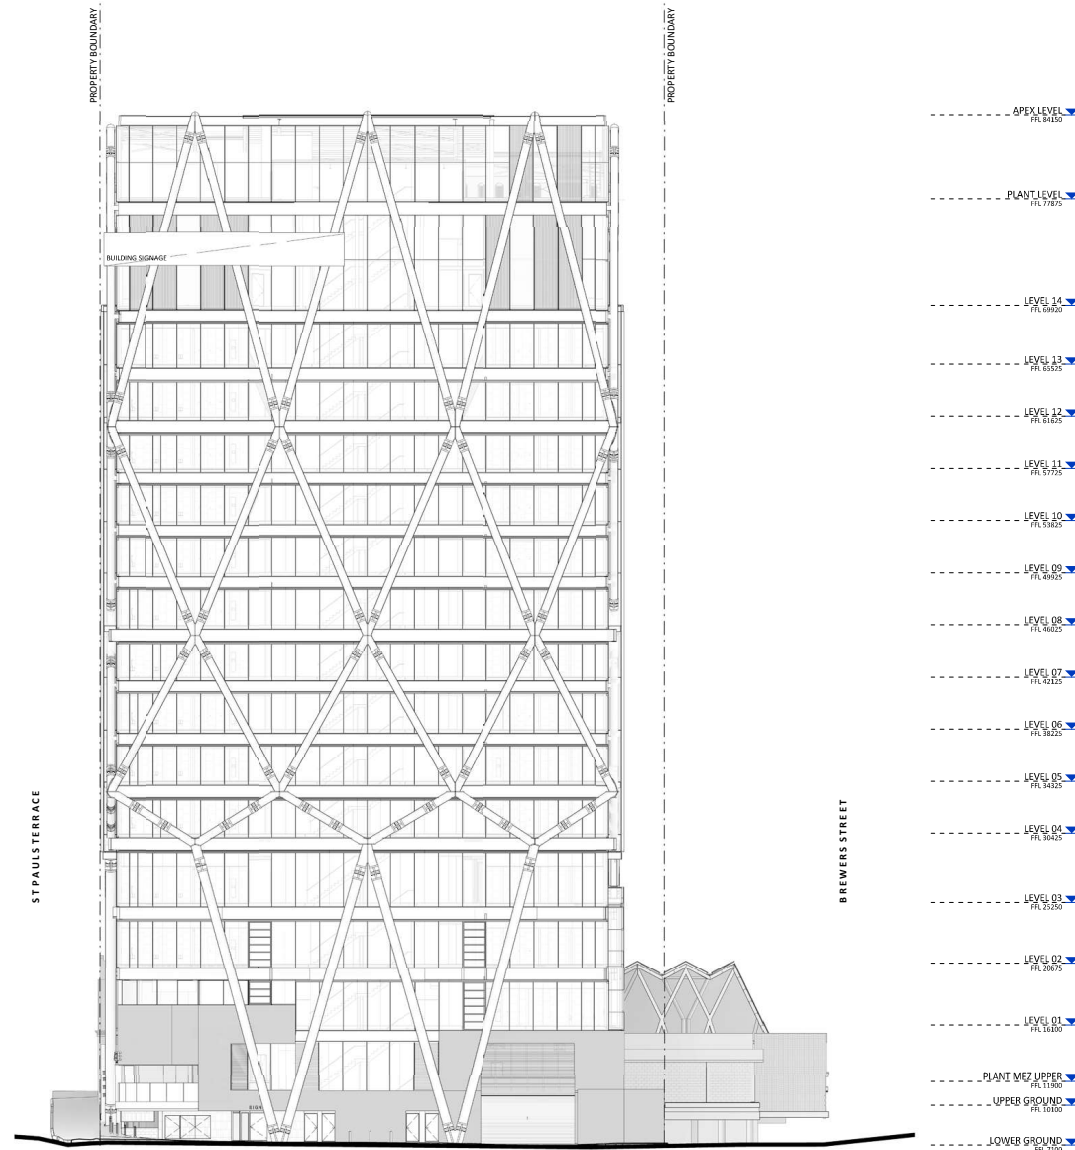 PROPERTY BOUNDARY
PROPERTY BOUNDARY
APEX LEVEL
FFL 84150
PLANT LEVEL
FFL 77875
BUILDING SIGNAGE
LEVEL 14
FFL 69920
LEVEL 13
FFL 65525
LEVEL 12
FFL 61625
LEVEL 11
FFL 57725
LEVEL 10
FFL 53825
LEVEL 09
FFL 49925
LEVEL 08
FFL 46025
LEVEL 07
FFL 42125
LEVEL 06
FFL 38225
LEVEL 05
FFL 34325
LEVEL 04
FFL 30425
ST PAULS TERRACE
BREWERS STREET
LEVEL 03
FFL 25250
LEVEL 02
FFL 20675
LEVEL 01
FFL 16100
PLANT MEZ UPPER
FFL 11900
UPPER GROUND
FFL 10100
SIGN
LOWER GROUND
FFL 7100